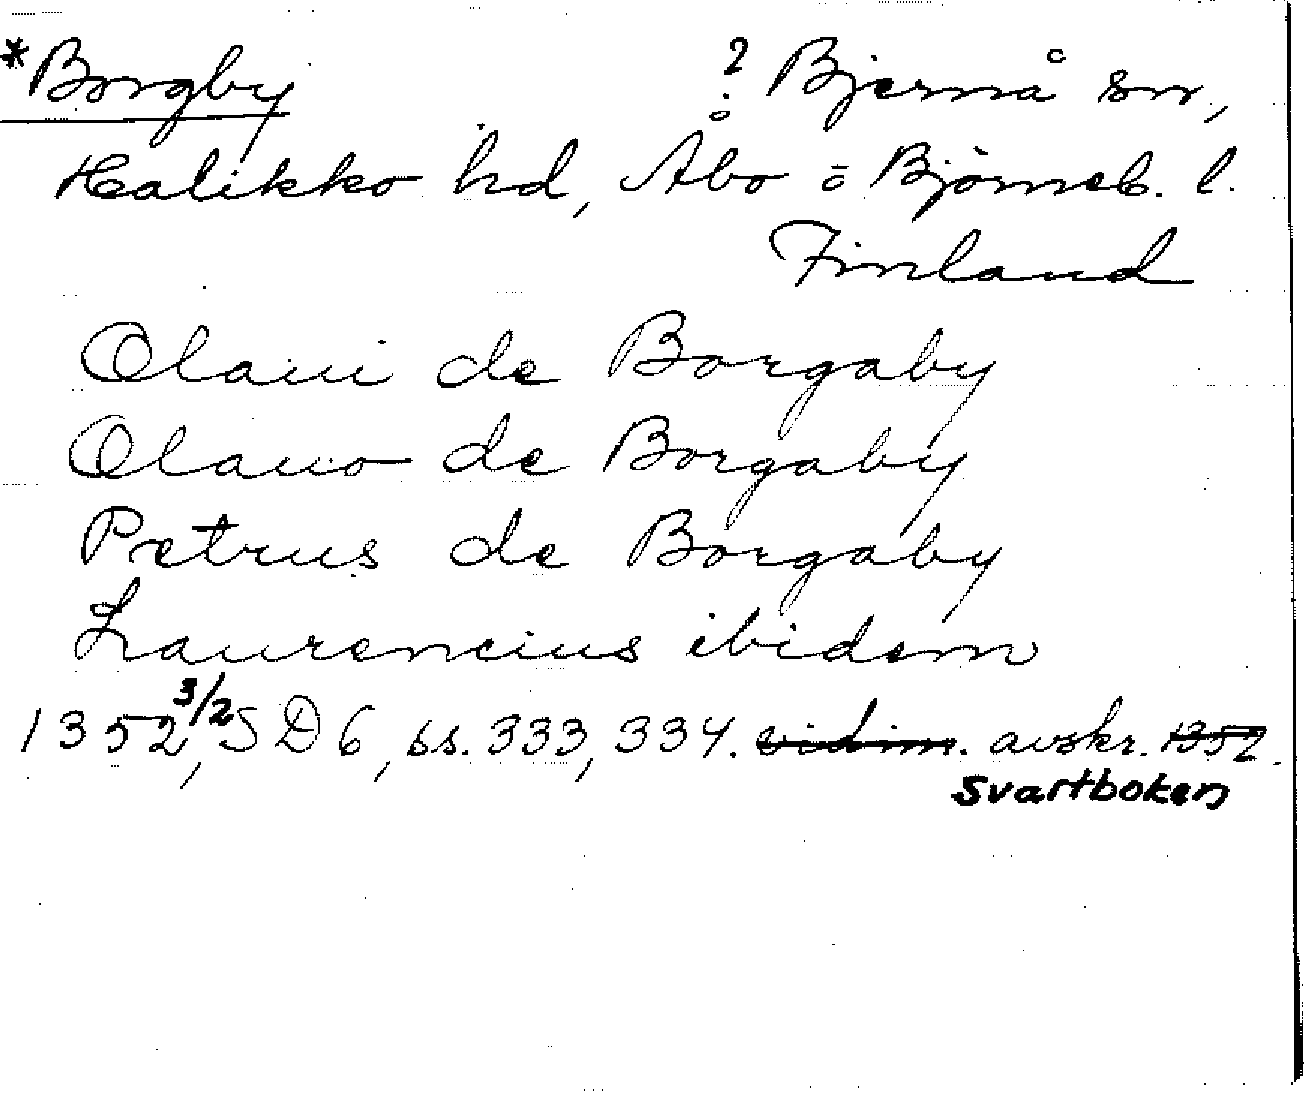 *Borgby ? Bjernå sn,
Halikko hd, Åbo o Björneb. l.
Finland
Olaui de Borgaby
Olauo de Borgaby
Petrus de Borgaby
Laurencius ibidem
1352 3/2, SD 6, ss. 333, 334. vidim. avskr. 1352.
Svartboken